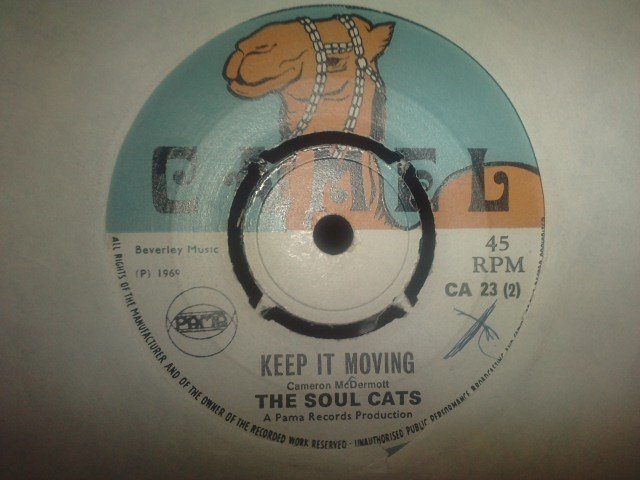 CAMEL
Beverley Music
(P) 1969
45
RPM
CA 23 (2)
PAMA
KEEP IT MOVING
Cameron McDermott
THE SOUL CATS
A Pama Records Production
ALL RIGHTS OF THE MANUFACTURER AND OF THE OWNER OF THE RECORDED WORK RESERVED - UNAUTHORISED PUBLIC PERFORMANCE BROADCASTING AND